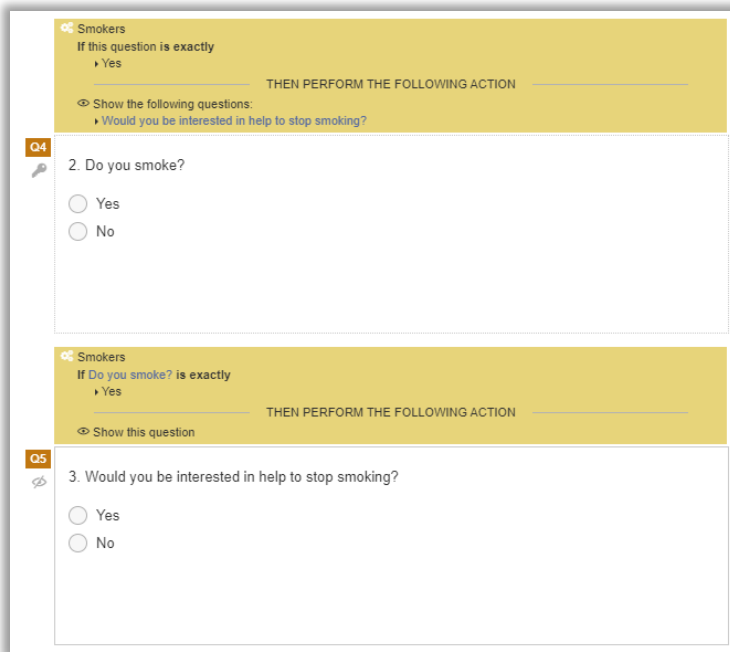 Smokers
If this question is exactly
Yes
THEN PERFORM THE FOLLOWING ACTION
Show the following questions:
Would you be interested in help to stop smoking?
Q4
2. Do you smoke?
Yes
No
Smokers
If Do you smoke? is exactly
Yes
THEN PERFORM THE FOLLOWING ACTION
Show this question
Q5
3. Would you be interested in help to stop smoking?
Yes
No